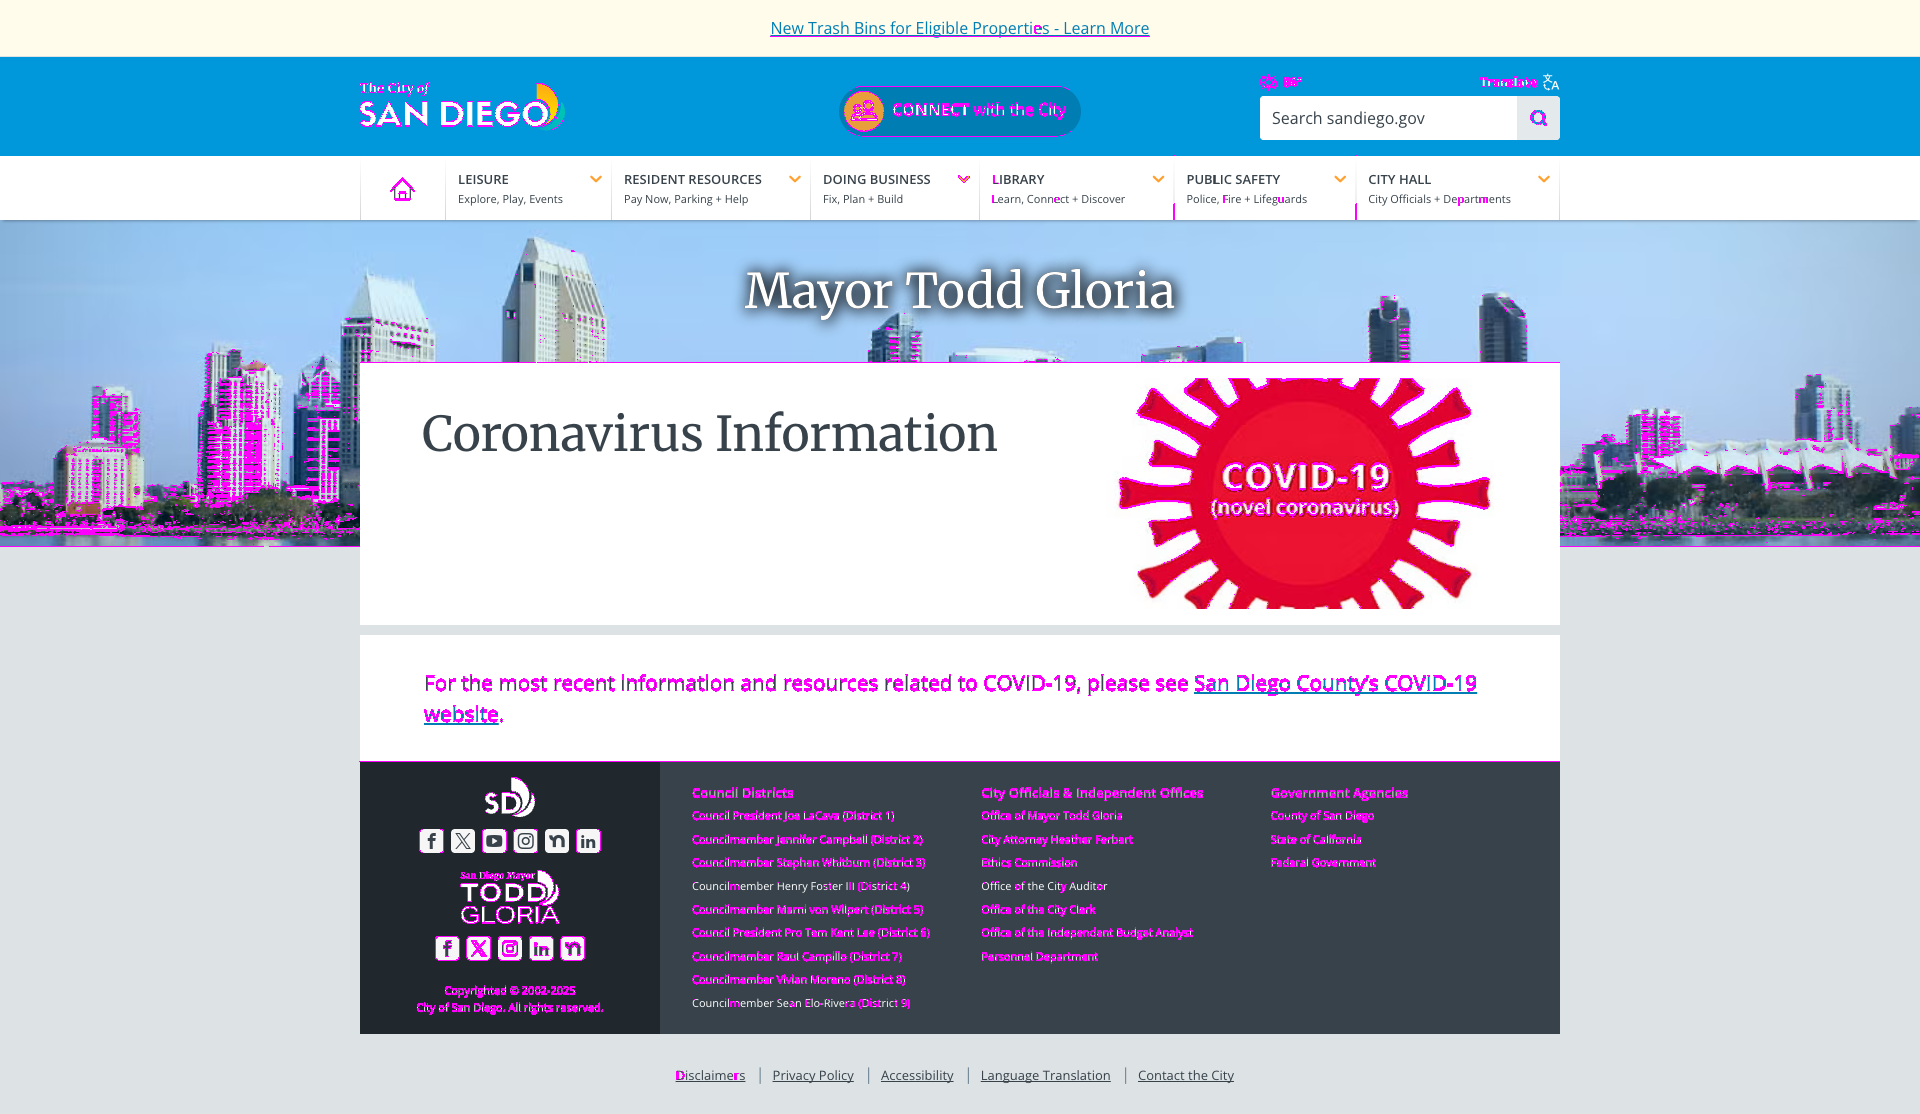 New Trash Bins for Eligible Properties - Learn More
The City of
SAN DIEGO
CONNECT with the City
Translate
Search sandiego.gov
LEISURE
Explore, Play, Events
RESIDENT RESOURCES
Pay Now, Parking + Help
DOING BUSINESS
Fix, Plan + Build
LIBRARY
Learn, Connect + Discover
PUBLIC SAFETY
Police, Fire + Lifeguards
CITY HALL
City Officials + Departments
Mayor Todd Gloria
Coronavirus Information
COVID-19
(novel coronavirus)
For the most recent information and resources related to COVID-19, please see San Diego County's COVID-19
website.
SD
San Diego Mayor
TODD
GLORIA
Copyrighted © 2002-2025
City of San Diego. All rights reserved.
Council Districts
Council President Joe LaCava (District 1)
Councilmember Jennifer Campbell (District 2)
Councilmember Stephen Whitburn (District 3)
Councilmember Henry Foster III (District 4)
Councilmember Marni von Wilpert (District 5)
Council President Pro Tem Kent Lee (District 6)
Councilmember Raul Campillo (District 7)
Councilmember Vivian Moreno (District 8)
Councilmember Sean Elo-Rivera (District 9)
City Officials & Independent Offices
Office of Mayor Todd Gloria
City Attorney Heather Ferbert
Ethics Commission
Office of the City Auditor
Office of the City Clerk
Office of the Independent Budget Analyst
Personnel Department
Government Agencies
County of San Diego
State of California
Federal Government
Disclaimers
Privacy Policy
Accessibility
Language Translation
Contact the City